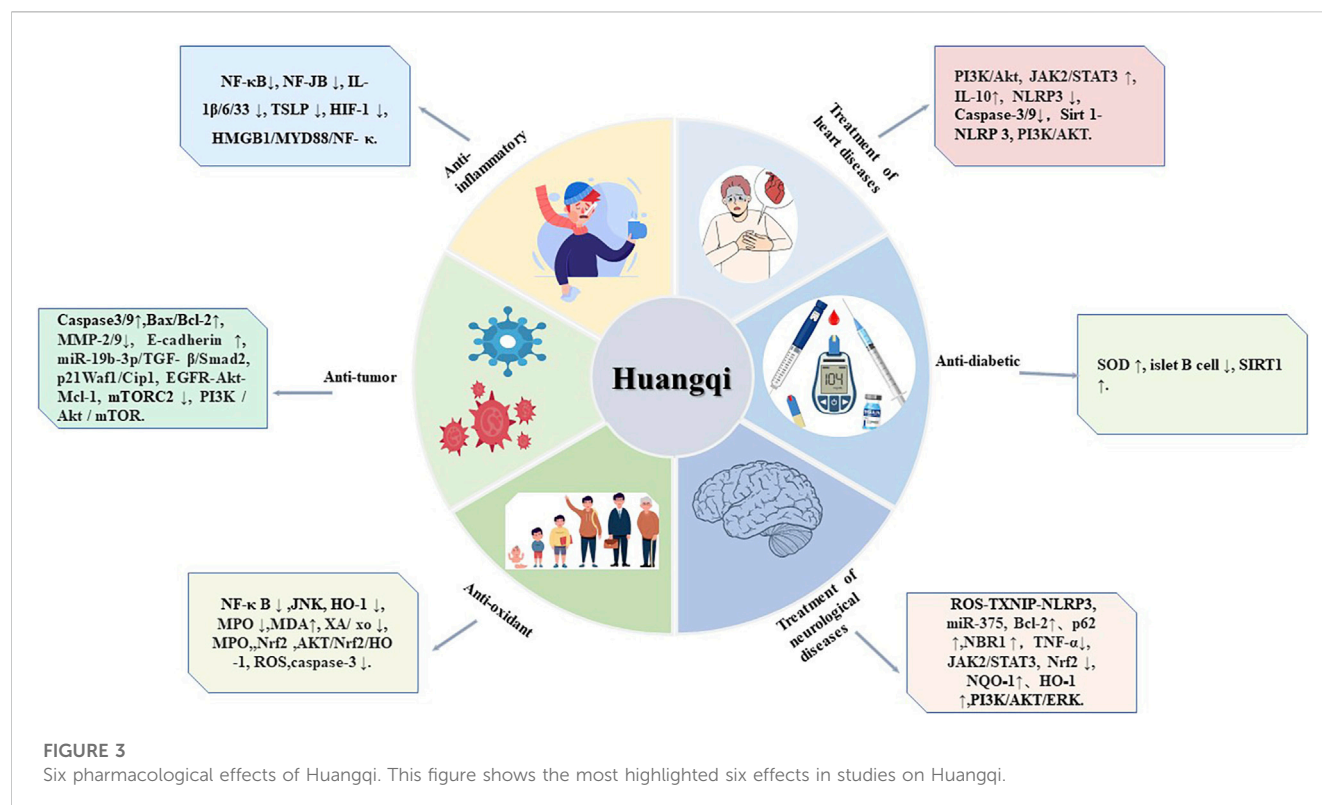 NF-κB↓, NF-JB ↓, IL-
1β/6/33 ↓, TSLP ↓, HIF-1 ↓,
HMGB1/MYD88/NF- κ.
Anti-
inflammatory
PI3K/Akt, JAK2/STAT3 ↑,
IL-10↑, NLRP3 ↓,
Caspase-3/9↓, Sirt 1-
NLRP 3, PI3K/AKT.
Treatment of
heart diseases
Caspase3/9↑,Bax/Bcl-2↑,
MMP-2/9↓, E-cadherin ↑,
miR-19b-3p/TGF- β/Smad2,
p21Waf1/Cip1, EGFR-Akt-
Mcl-1, mTORC2 ↓, PI3K /
Akt / mTOR.
Anti-tumor
Huangqi
104
Anti-diabetic
SOD ↑, islet B cell ↓, SIRT1
↑.
NF-κ B ↓ ,JNK, HO-1 ↓,
MPO ↓,MDA↑, XA/ xo ↓,
MPO,,Nrf2 ,AKT/Nrf2/HO
-1, ROS,caspase-3 ↓.
Anti-oxidant
Treatment of
neurological
diseases
ROS-TXNIP-NLRP3,
miR-375, Bcl-2↑、p62
↑,NBR1 ↑, TNF-α↓,
JAK2/STAT3, Nrf2 ↓,
NQO-1↑、HO-1
↑,PI3K/AKT/ERK.
FIGURE 3
Six pharmacological effects of Huangqi. This figure shows the most highlighted six effects in studies on Huangqi.